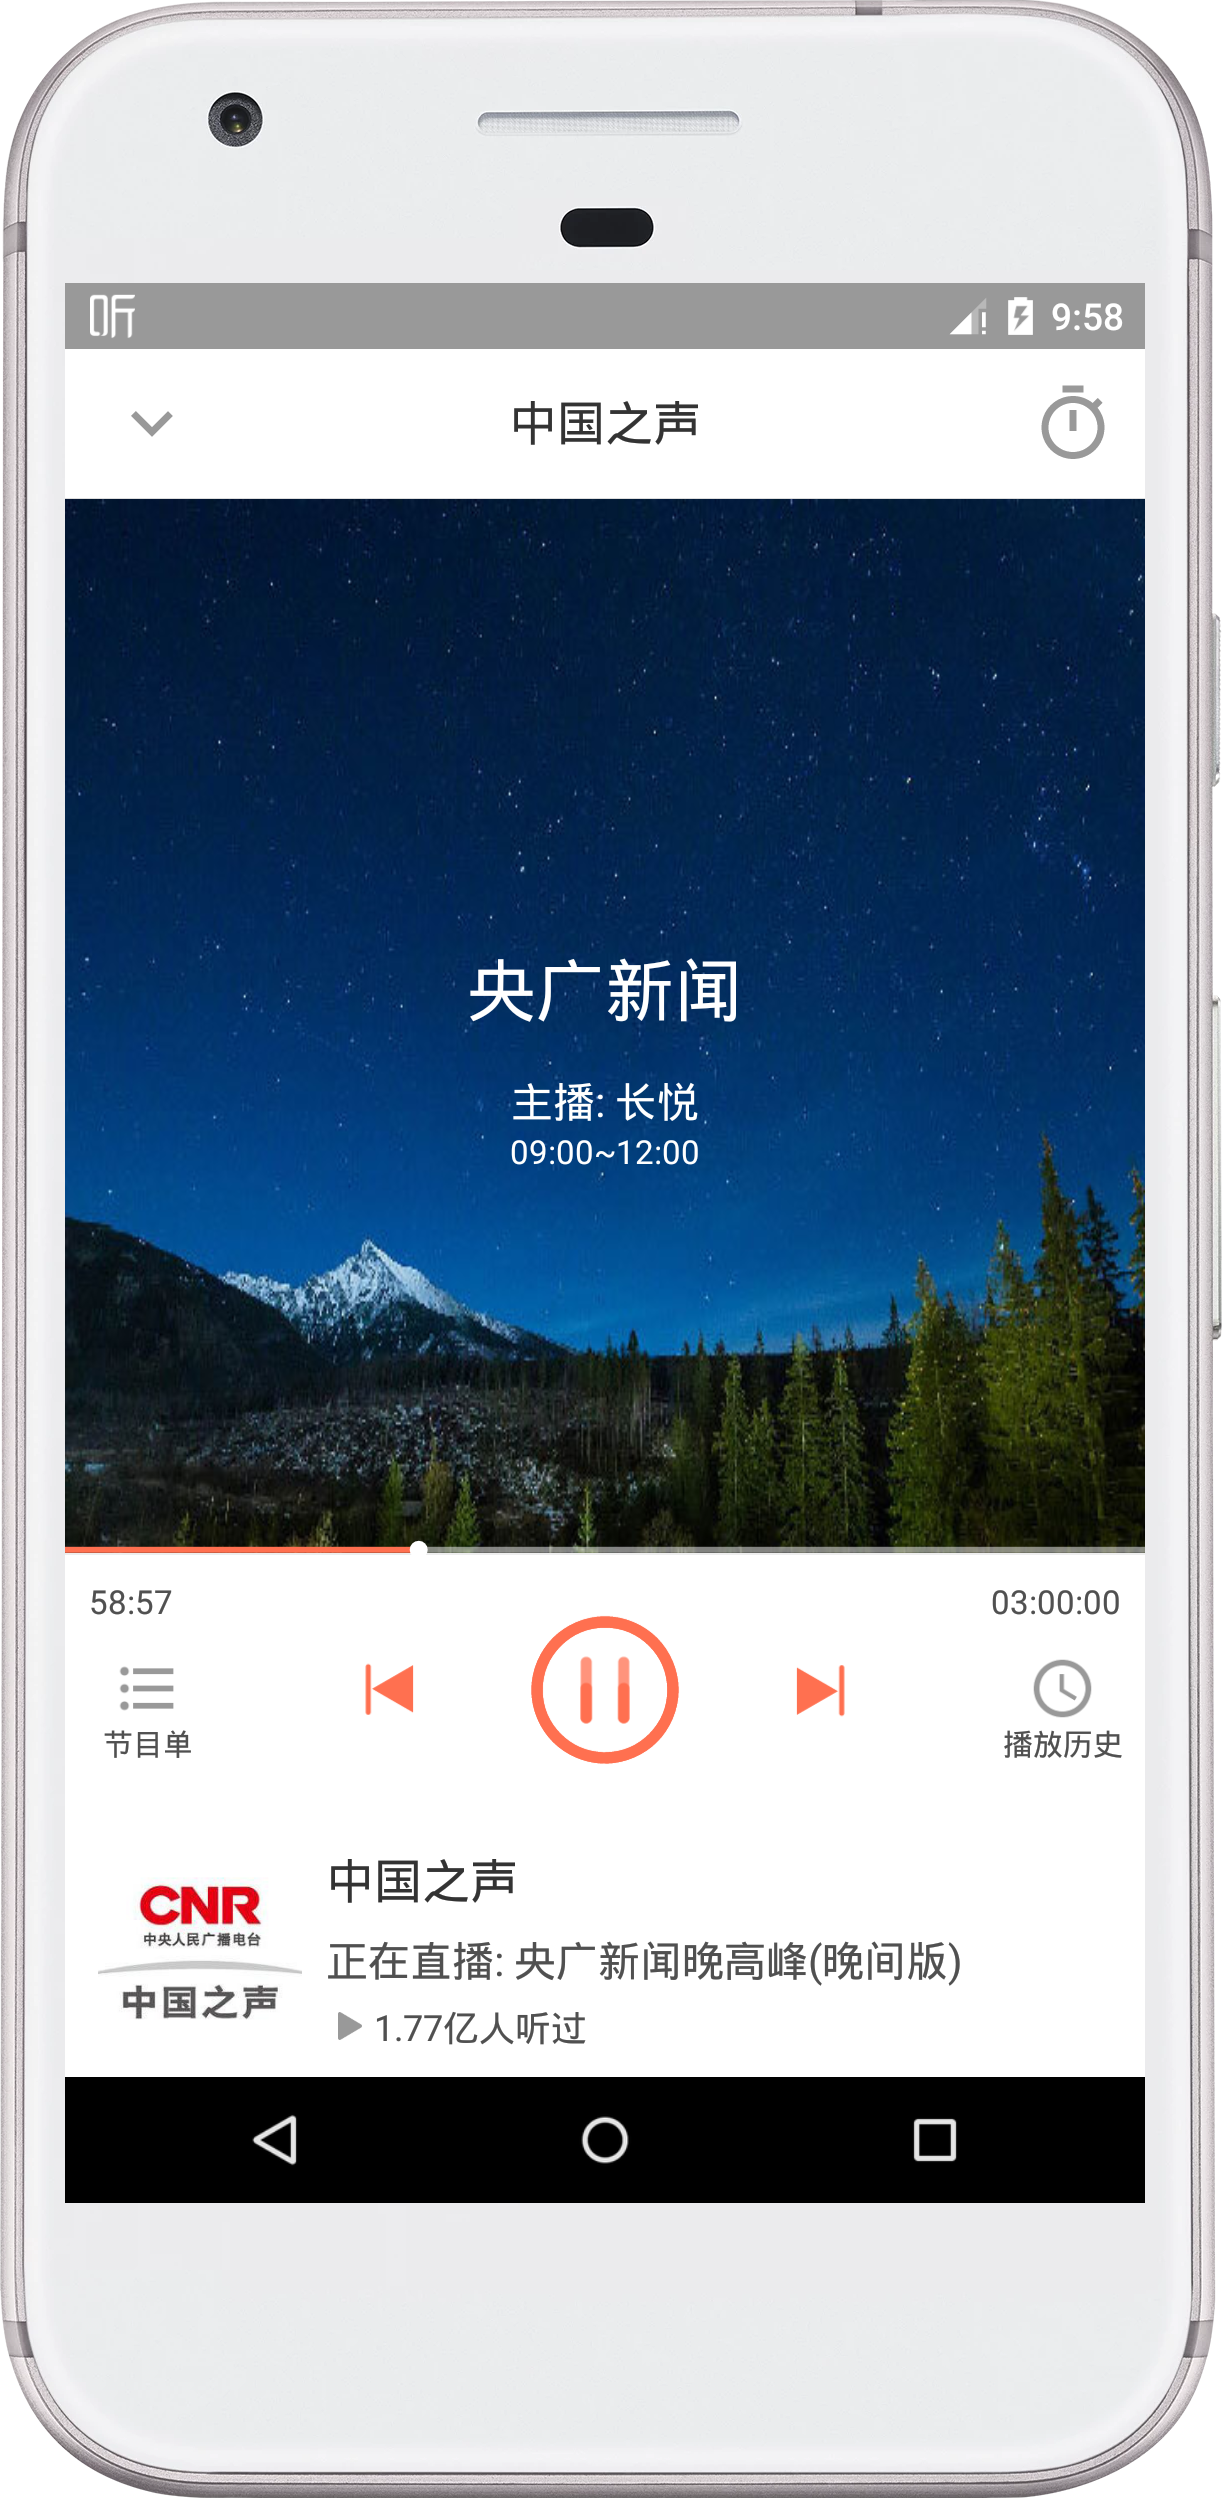 听
9:58
中国之声
央广新闻
主播: 长悦
09:00~12:00
58:57
03:00:00
节目单
播放历史
CNR
中央人民广播电台
中国之声
中国之声
正在直播: 央广新闻晚高峰(晚间版)
1.77亿人听过